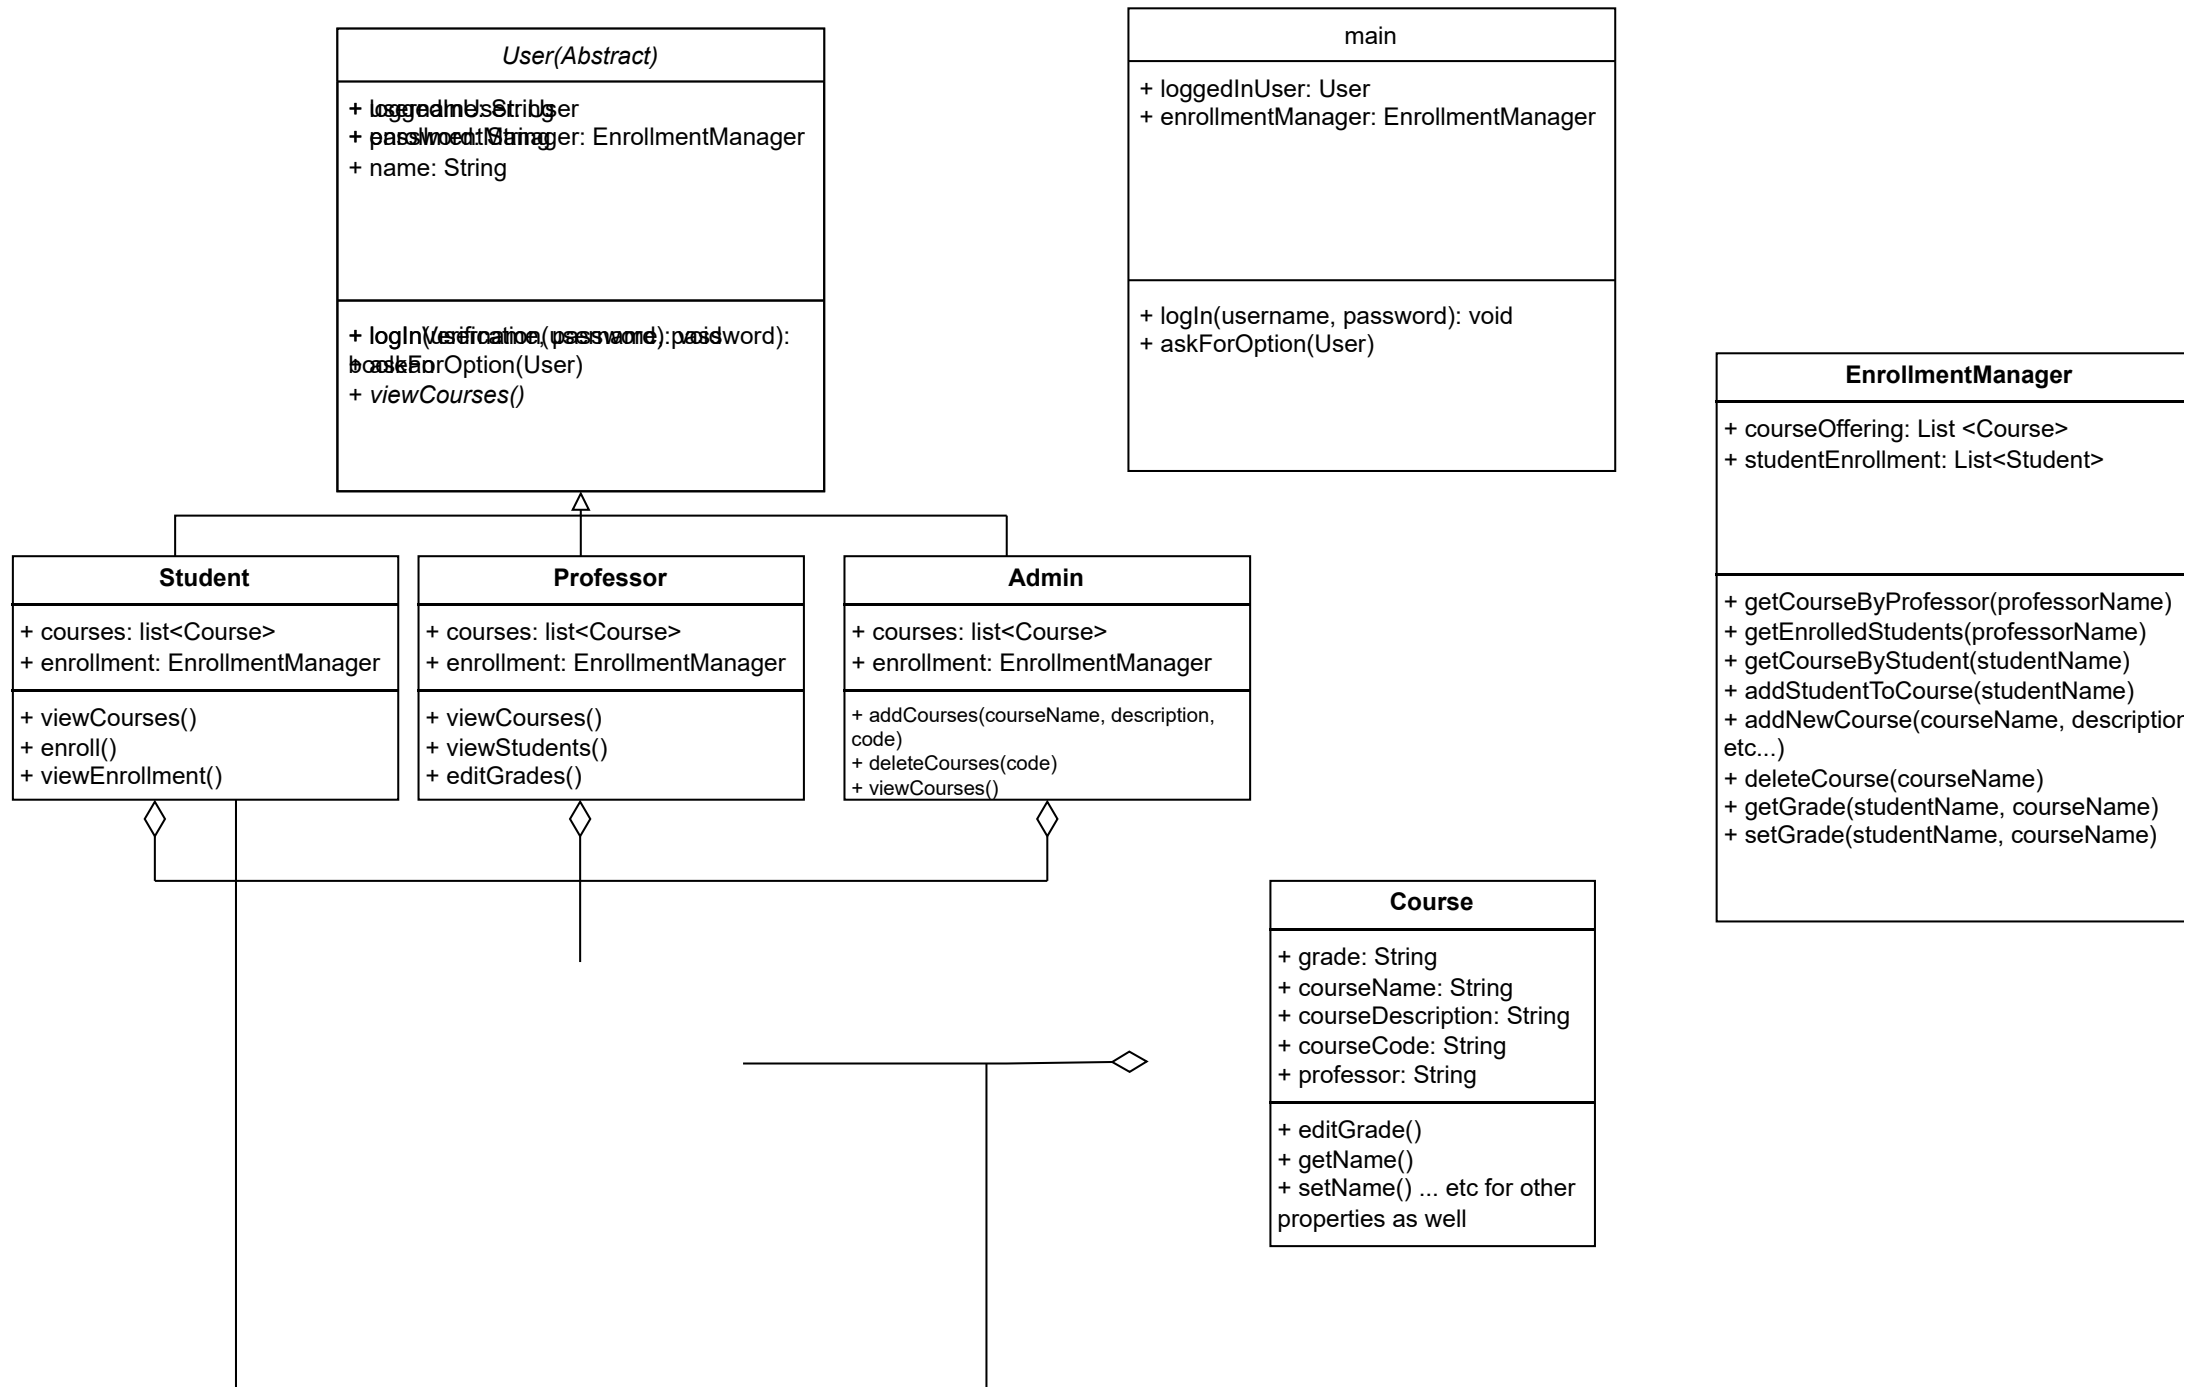 User(Abstract)
+ name: String
+ viewCourses()
main
+ loggedInUser: User
+ enrollmentManager: EnrollmentManager
+ logIn(username, password): void
+ askForOption(User)
EnrollmentManager
+ courseOffering: List <Course>
+ studentEnrollment: List<Student>
+ getCourseByProfessor(professorName)
+ getEnrolledStudents(professorName)
+ getCourseByStudent(studentName)
+ addStudentToCourse(studentName)
+ addNewCourse(courseName, description
etc...)
+ deleteCourse(courseName)
+ getGrade(studentName, courseName)
+ setGrade(studentName, courseName)
Student
+ courses: list<Course>
+ enrollment: EnrollmentManager
+ viewCourses()
+ enroll()
+ viewEnrollment()
Professor
+ courses: list<Course>
+ enrollment: EnrollmentManager
+ viewCourses()
+ viewStudents()
+ editGrades()
Admin
+ courses: list<Course>
+ enrollment: EnrollmentManager
+ addCourses(courseName, description,
code)
+ deleteCourses(code)
+ viewCourses()
Course
+ grade: String
+ courseName: String
+ courseDescription: String
+ courseCode: String
+ professor: String
+ editGrade()
+ getName()
+ setName() ... etc for other
properties as well